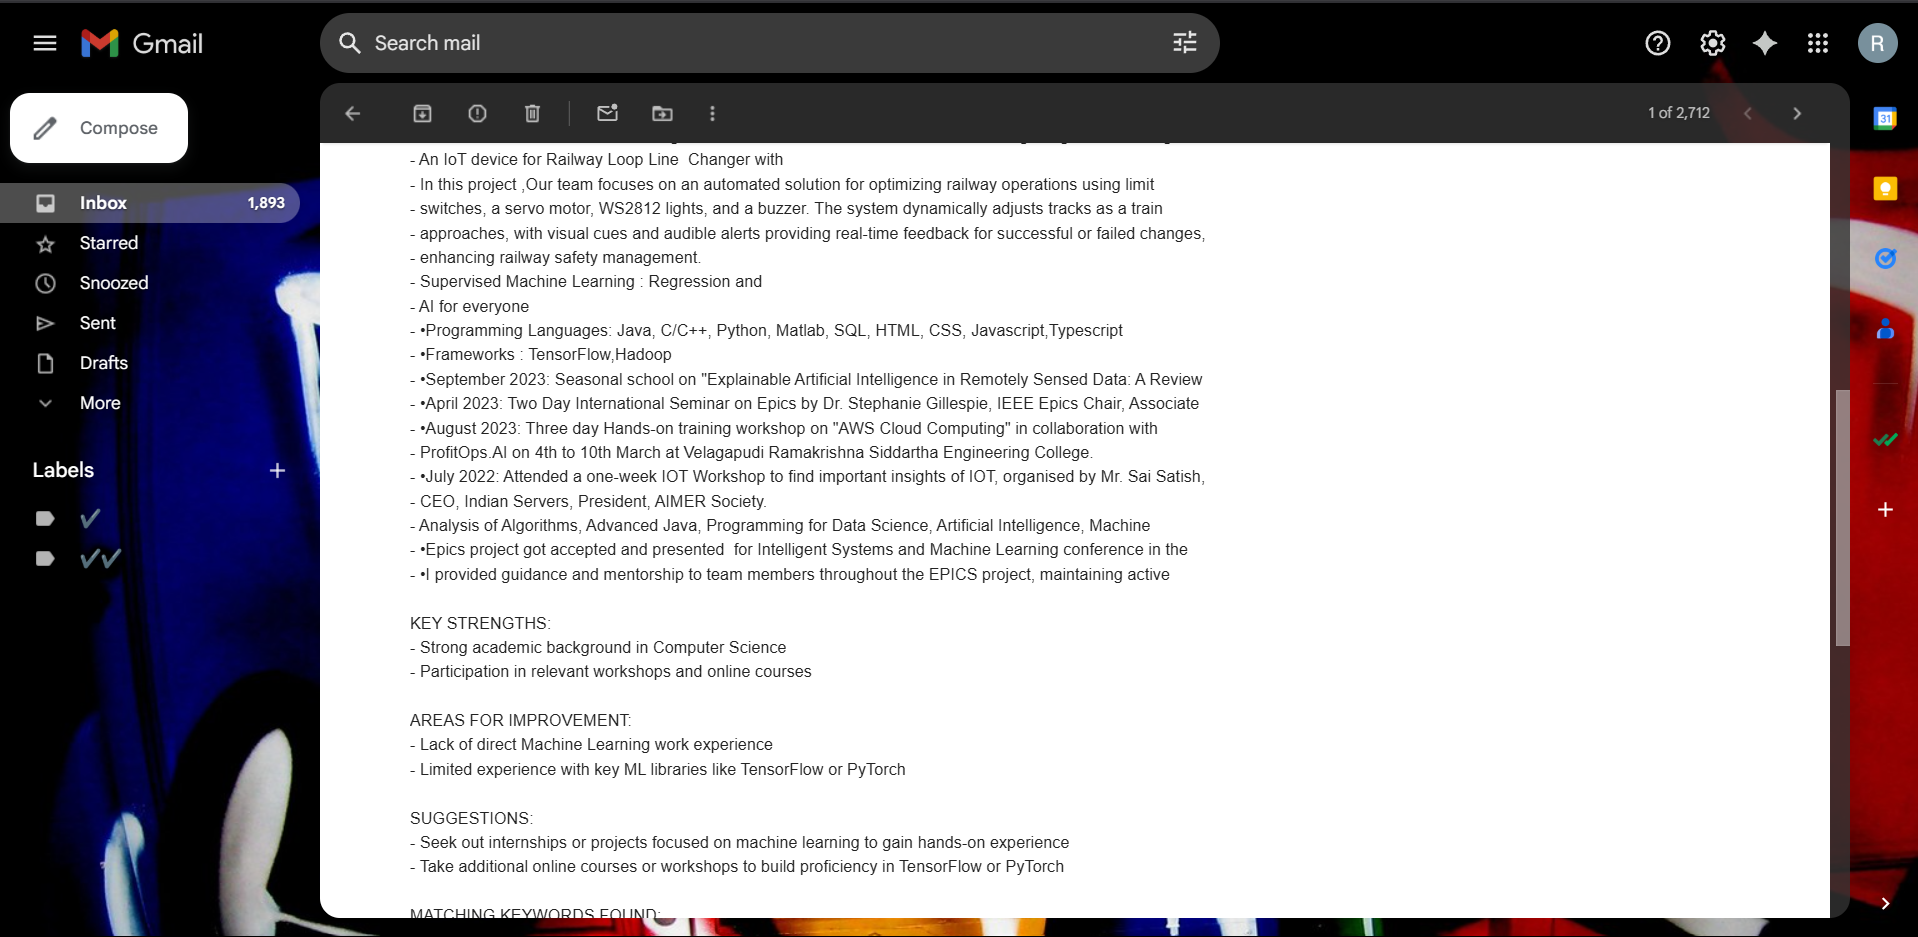 Gmail
Search mail
R
Compose
1 of 2,712
31
Inbox 1,893
Starred
Snoozed
Sent
Drafts
More
Labels
- An IoT device for Railway Loop Line  Changer with
- In this project ,Our team focuses on an automated solution for optimizing railway operations using limit
- switches, a servo motor, WS2812 lights, and a buzzer. The system dynamically adjusts tracks as a train
- approaches, with visual cues and audible alerts providing real-time feedback for successful or failed changes,
- enhancing railway safety management.
- Supervised Machine Learning : Regression and
- AI for everyone
- •Programming Languages: Java, C/C++, Python, Matlab, SQL, HTML, CSS, Javascript,Typescript
- •Frameworks : TensorFlow,Hadoop
- •September 2023: Seasonal school on "Explainable Artificial Intelligence in Remotely Sensed Data: A Review
- •April 2023: Two Day International Seminar on Epics by Dr. Stephanie Gillespie, IEEE Epics Chair, Associate
- •August 2023: Three day Hands-on training workshop on "AWS Cloud Computing" in collaboration with
- ProfitOps.AI on 4th to 10th March at Velagapudi Ramakrishna Siddartha Engineering College.
- •July 2022: Attended a one-week IOT Workshop to find important insights of IOT, organised by Mr. Sai Satish,
- CEO, Indian Servers, President, AIMER Society.
- Analysis of Algorithms, Advanced Java, Programming for Data Science, Artificial Intelligence, Machine
- •Epics project got accepted and presented  for Intelligent Systems and Machine Learning conference in the
- •I provided guidance and mentorship to team members throughout the EPICS project, maintaining active
KEY STRENGTHS:
- Strong academic background in Computer Science
- Participation in relevant workshops and online courses
AREAS FOR IMPROVEMENT:
- Lack of direct Machine Learning work experience
- Limited experience with key ML libraries like TensorFlow or PyTorch
SUGGESTIONS:
- Seek out internships or projects focused on machine learning to gain hands-on experience
- Take additional online courses or workshops to build proficiency in TensorFlow or PyTorch
MATCHING KEYWORDS FOUND: